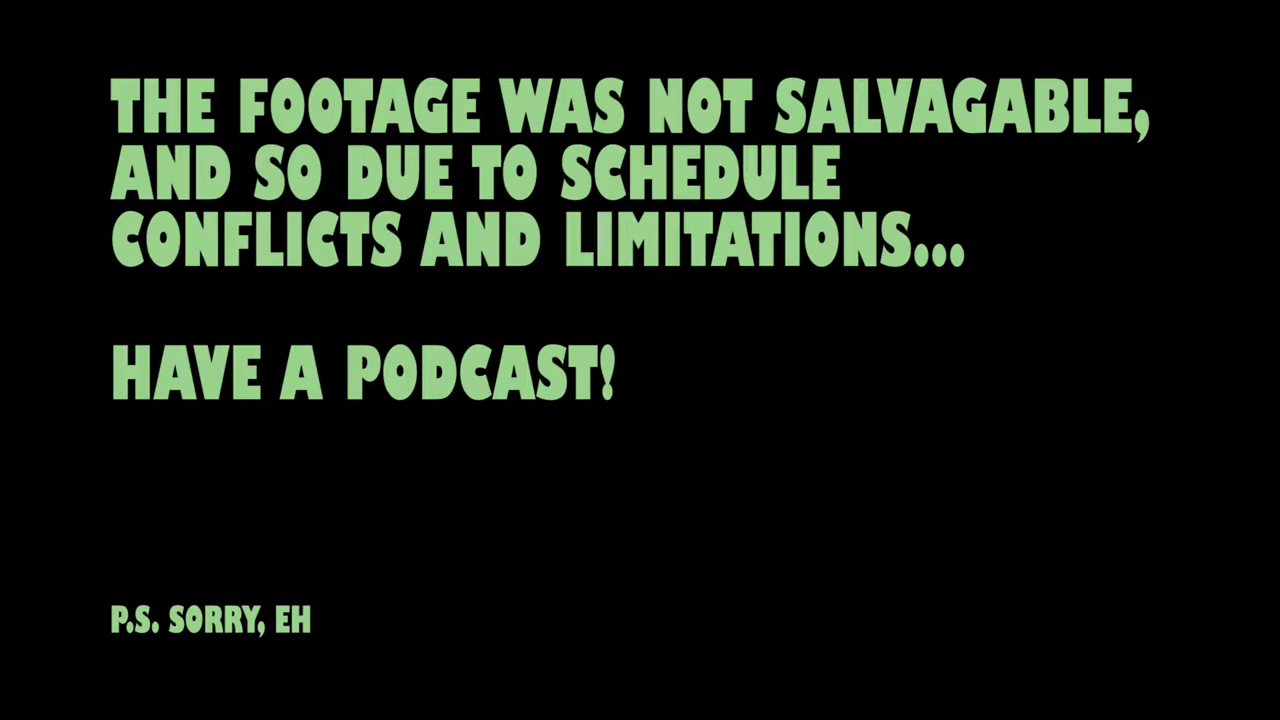 THE FOOTAGE WAS NOT SALVAGABLE,
AND SO DUE TO SCHEDULE
CONFLICTS AND LIMITATIONS...
HAVE A PODCAST!
P.S. SORRY, EH